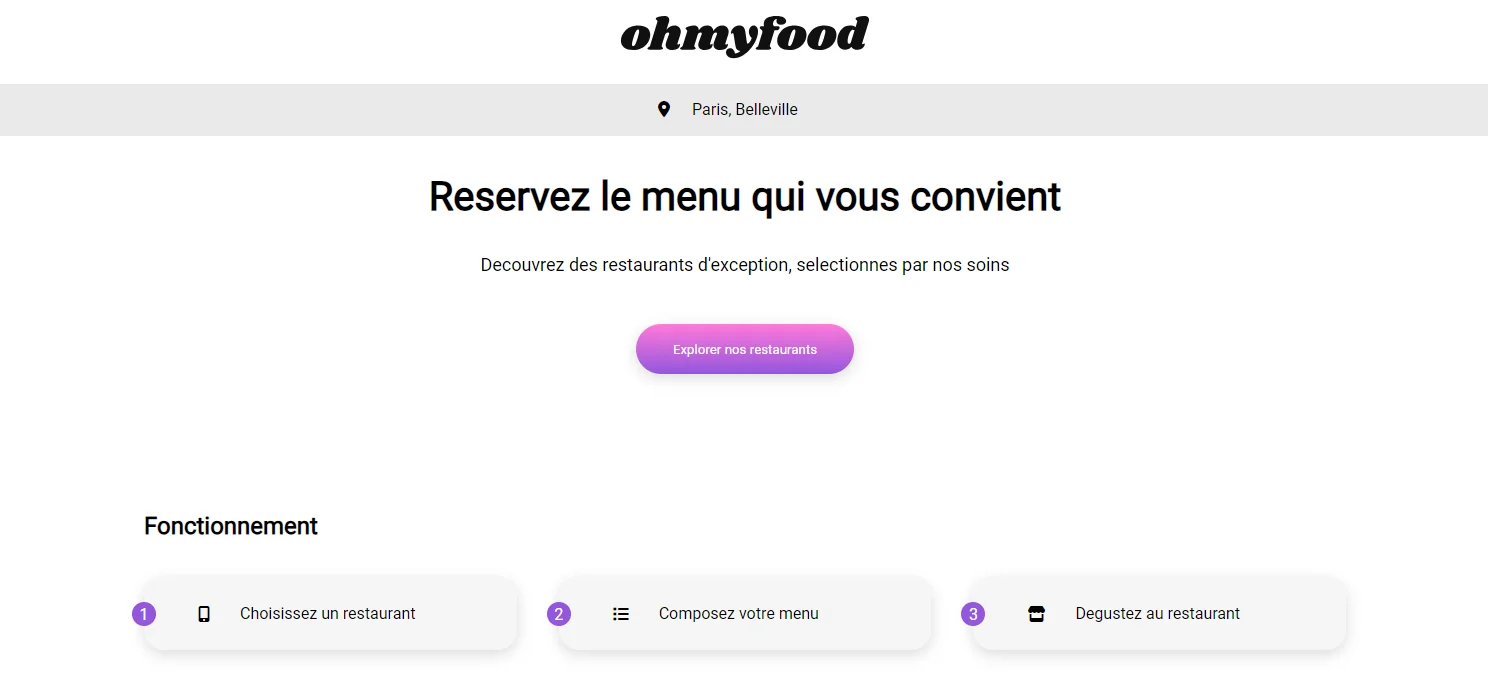 ohmyfood
Paris, Belleville
Reservez le menu qui vous convient
Decouvrez des restaurants d'exception, selectionnes par nos soins
Explorer nos restaurants
Fonctionnement
1 Choisissez un restaurant
2 Composez votre menu
3 Degustez au restaurant